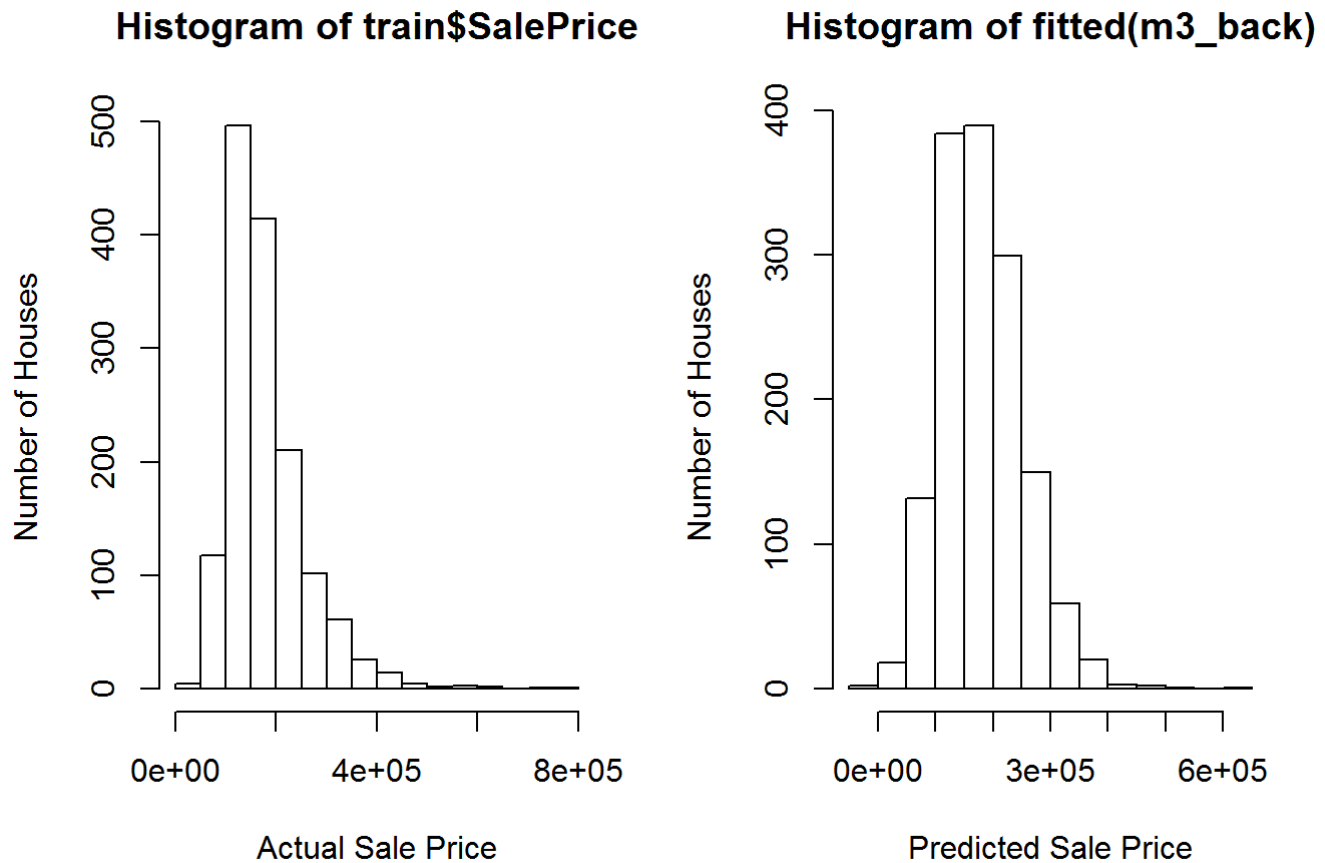 Histogram of train$SalePrice
Number of Houses
500
400
300
200
100
0
0e+00 4e+05 8e+05
Actual Sale Price
Histogram of fitted(m3_back)
Number of Houses
400
300
200
100
0
0e+00 3e+05 6e+05
Predicted Sale Price